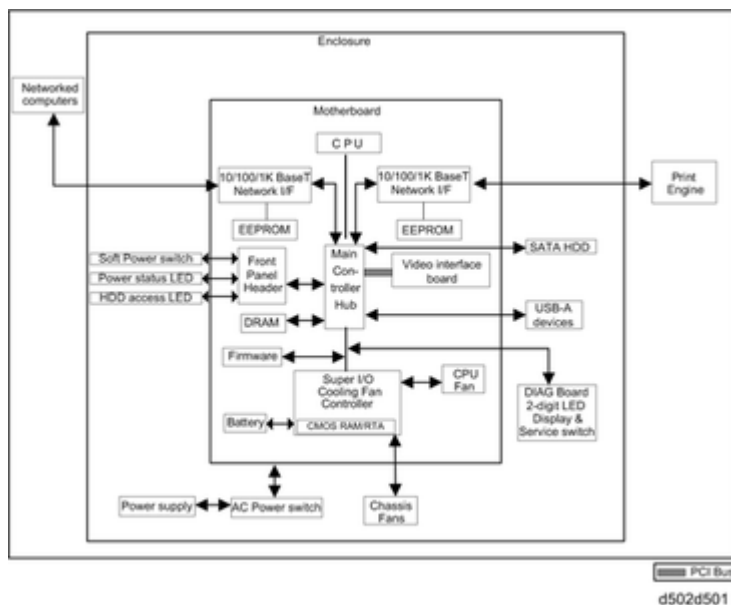 Enclosure
Networked
computers
Motherboard
C P U
10/100/1K BaseT
Network I/F
10/100/1K BaseT
Network I/F
Print
Engine
EEPROM
EEPROM
Soft Power switch
Power status LED
HDD access LED
Front
Panel
Header
Main
Con-
troller
Hub
SATA HDD
Video interface
board
DRAM
USB-A
devices
Firmware
Super I/O
Cooling Fan
Controller
CPU
Fan
DIAG Board
2-digit LED
Display &
Service switch
Battery
CMOS RAM/RTA
Power supply
AC Power switch
Chassis
Fans
PCI Bus
d502d501